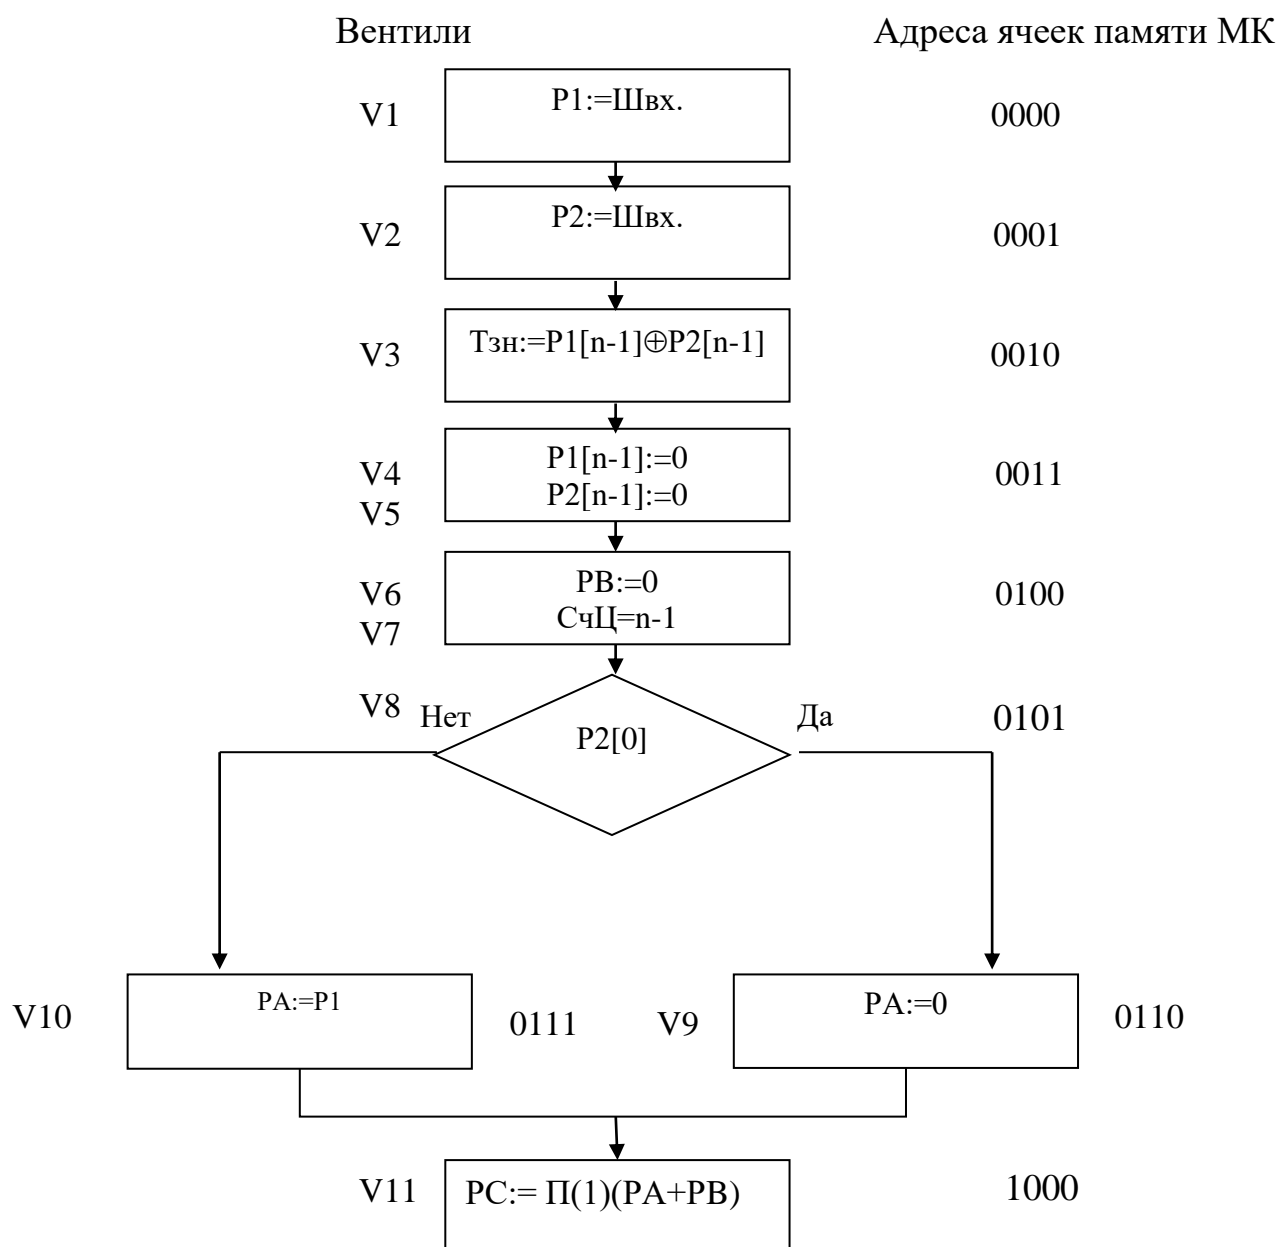 Вентили
Адреса ячеек памяти МК
V1
Р1:=Швх.
0000
V2
Р2:=Швх.
0001
V3
Тзн:=Р1[n-1]⊕Р2[n-1]
0010
V4
Р1[n-1]:=0
0011
V5
Р2[n-1]:=0
V6
РВ:=0
0100
V7
СчЦ=n-1
V8
Нет
Р2[0]
Да
0101
V10
РА:=Р1
0111
V9
РА:=0
0110
V11
РС:= П(1)(РА+РВ)
1000